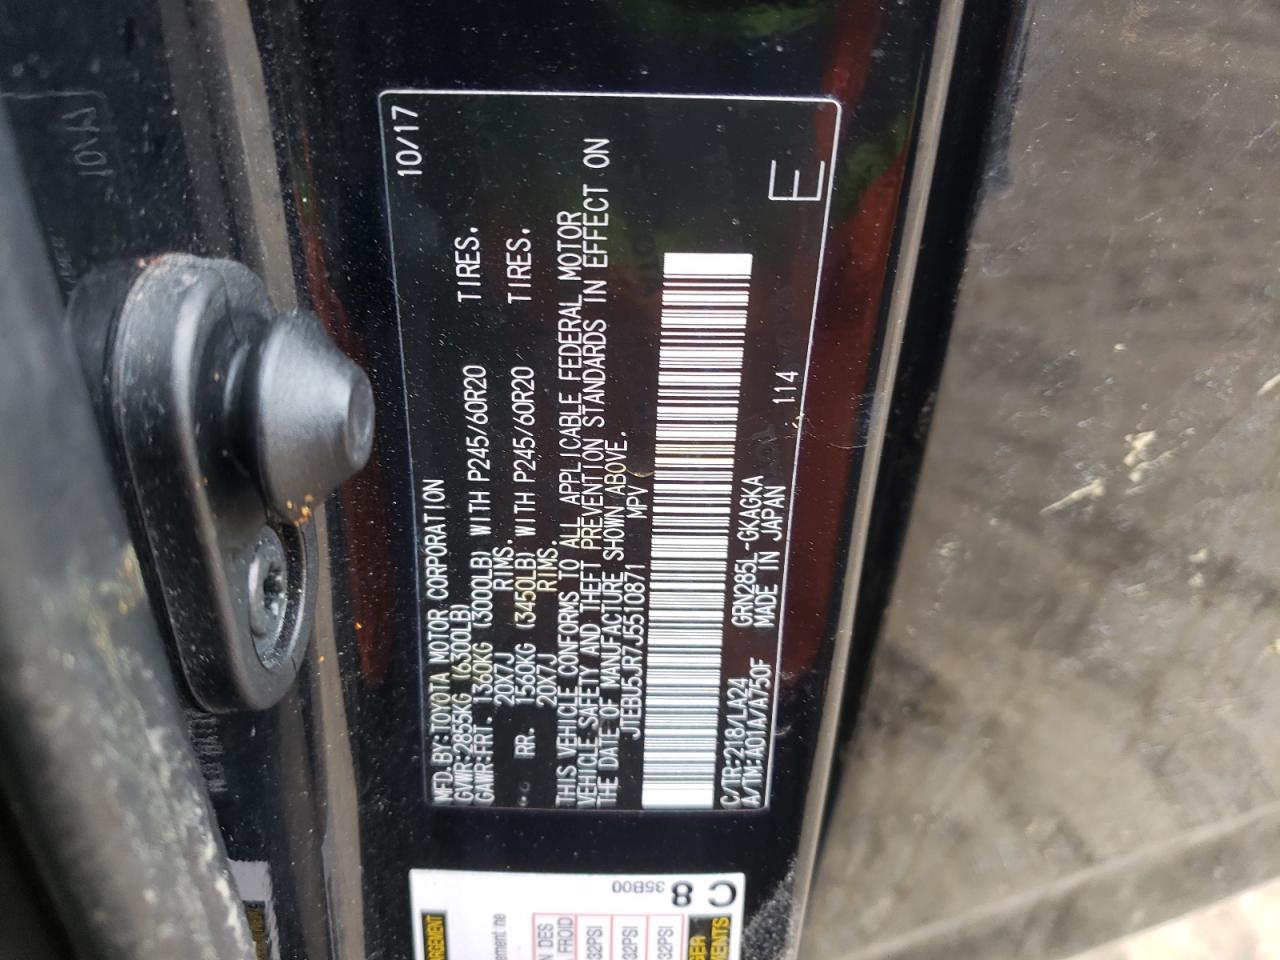 MFD.BY:TOYOTA MOTOR CORPORATION 10/17
GVWR:2855KG (6300LB)
GAWR:FRT. 1360KG (3000LB) WITH P245/60R20 TIRES.
20X7J RIMS.
RR. 1560KG (3450LB) WITH P245/60R20 TIRES.
20X7J RIMS.
THIS VEHICLE CONFORMS TO ALL APPLICABLE FEDERAL MOTOR
VEHICLE SAFETY AND THEFT PREVENTION STANDARDS IN EFFECT ON
THE DATE OF MANUFACTURE SHOWN ABOVE.
JTEBU5JR7J5510871 MPV
C/TR:218/LA24 GRN285L-GKAGKA 114
A/TM:A01A/A750F MADE IN JAPAN
E
C 8
35B00
32PSI
32PSI
32PSI